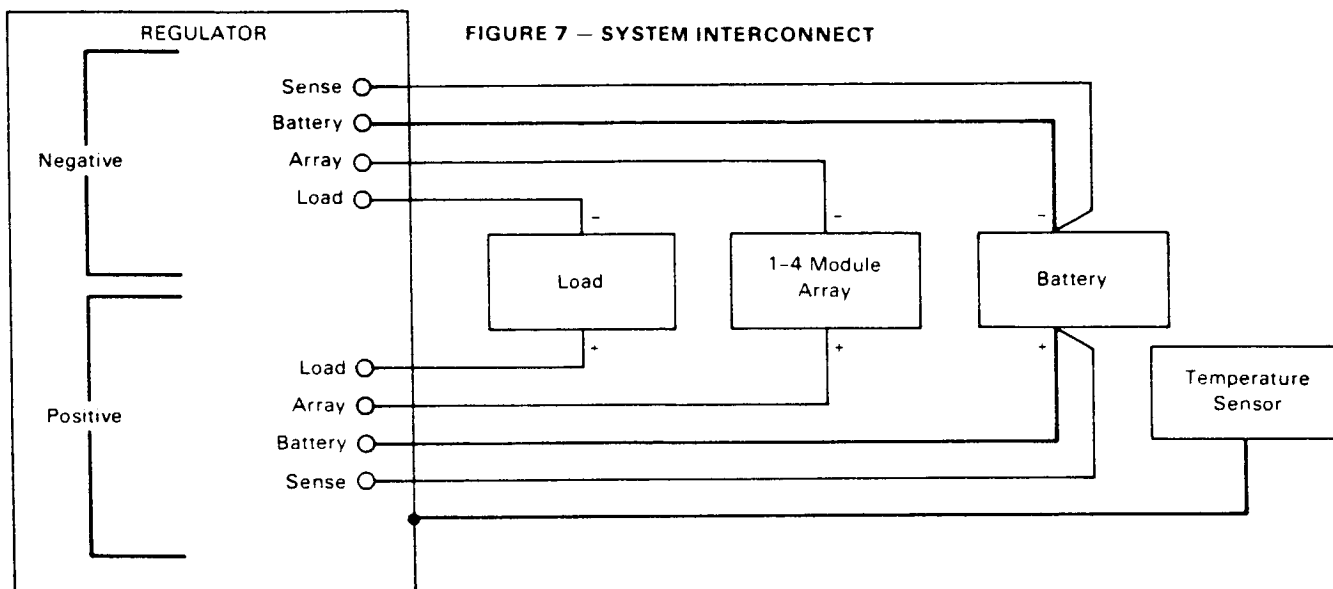 REGULATOR
FIGURE 7 — SYSTEM INTERCONNECT
Negative
Sense
Battery
Array
Load
−
−
−
Load
1–4 Module
Array
Battery
+
+
+
Positive
Load
Array
Battery
Sense
Temperature
Sensor